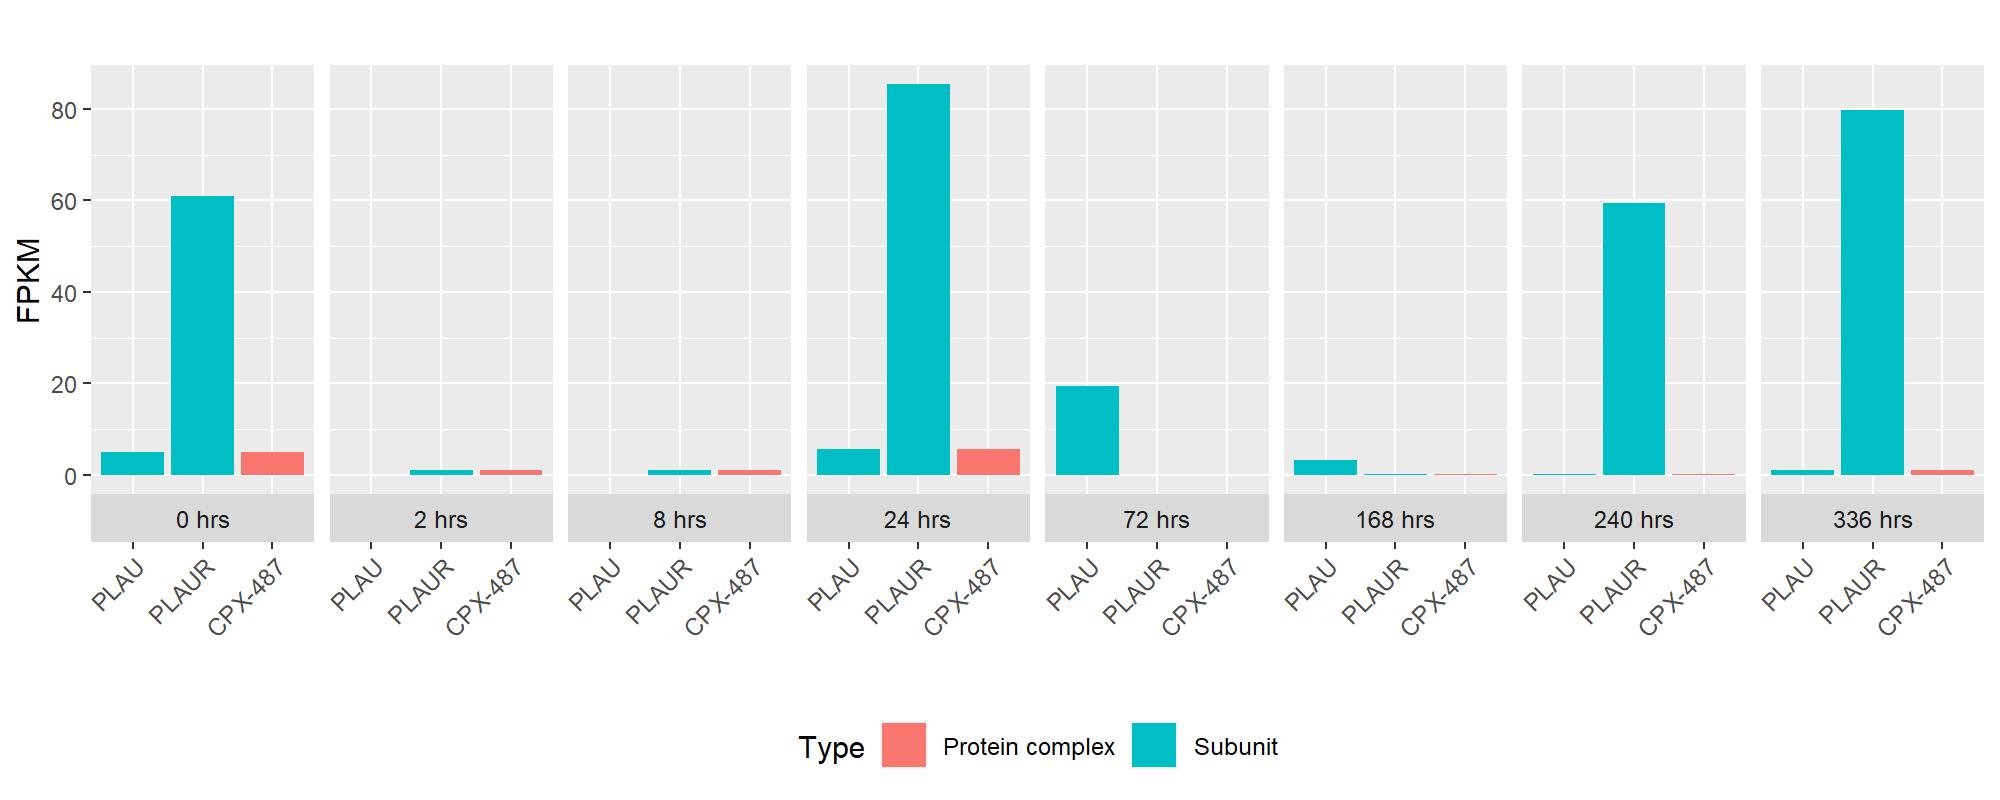 FPKM
80
60
40
20
0
0 hrs 2 hrs 8 hrs 24 hrs 72 hrs 168 hrs 240 hrs 336 hrs
PLAU PLAUR CPX-487 PLAU PLAUR CPX-487 PLAU PLAUR CPX-487 PLAU PLAUR CPX-487 PLAU PLAUR CPX-487 PLAU PLAUR CPX-487 PLAU PLAUR CPX-487 PLAU PLAUR CPX-487
Type Protein complex Subunit